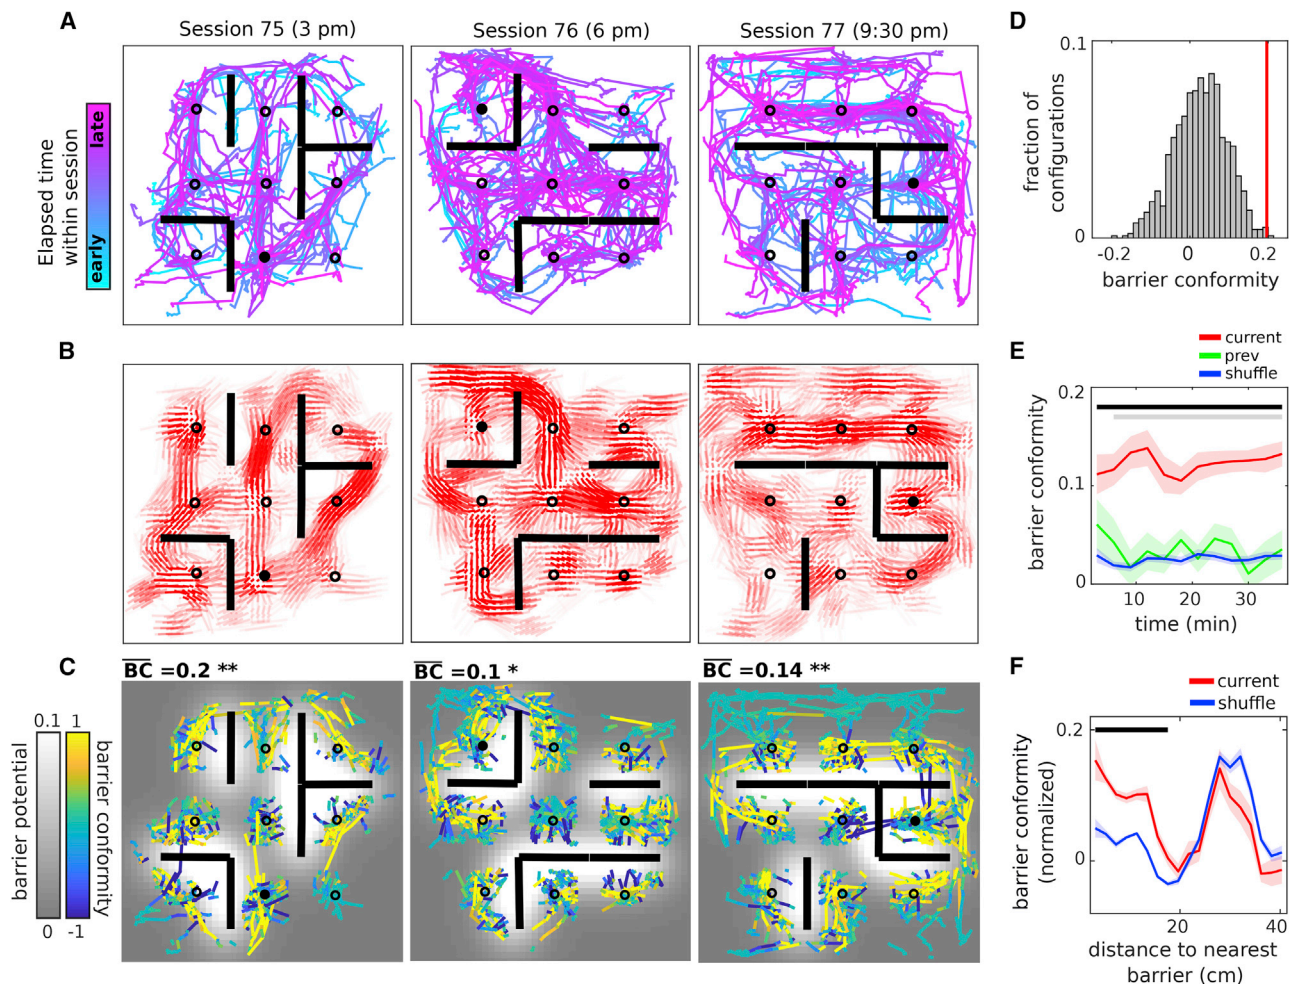 A
Session 75 (3 pm)
Session 76 (6 pm)
Session 77 (9:30 pm)
Elapsed time
within session
early
late
B
C
BC =0.2 **
BC =0.1 *
BC =0.14 **
0.1
1
barrier potential
barrier conformity
0
-1
D
0.1
fraction of
configurations
0
-0.2
0
0.2
barrier conformity
E
current
prev
shuffle
0.2
barrier conformity
0.1
0
10
20
30
time (min)
F
current
shuffle
0.2
barrier conformity
(normalized)
0
20
40
distance to nearest
barrier (cm)